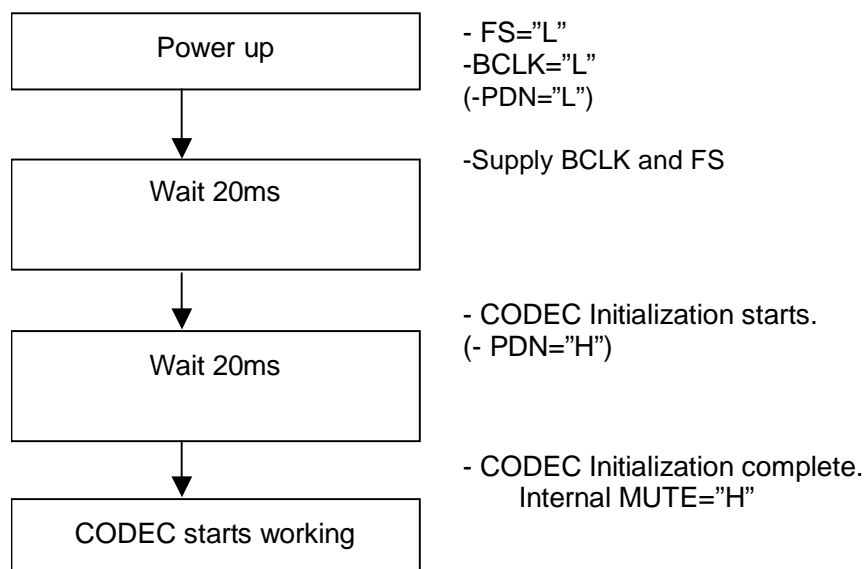 Power up
- FS=”L”
-BCLK=”L”
(-PDN=”L”)
Wait 20ms
-Supply BCLK and FS
Wait 20ms
- CODEC Initialization starts.
(- PDN=”H”)
- CODEC Initialization complete.
Internal MUTE=”H”
CODEC starts working